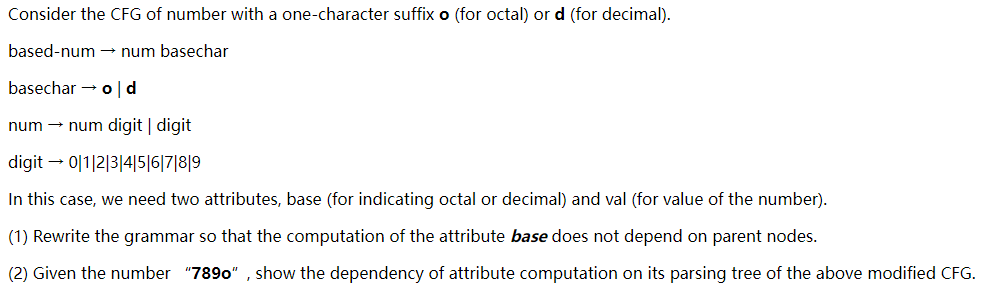 Consider the CFG of number with a one-character suffix o (for octal) or d (for decimal).
based-num → num basechar
basechar → o | d
num → num digit | digit
digit → 0|1|2|3|4|5|6|7|8|9
In this case, we need two attributes, base (for indicating octal or decimal) and val (for value of the number).
(1) Rewrite the grammar so that the computation of the attribute base does not depend on parent nodes.
(2) Given the number “789o”, show the dependency of attribute computation on its parsing tree of the above modified CFG.